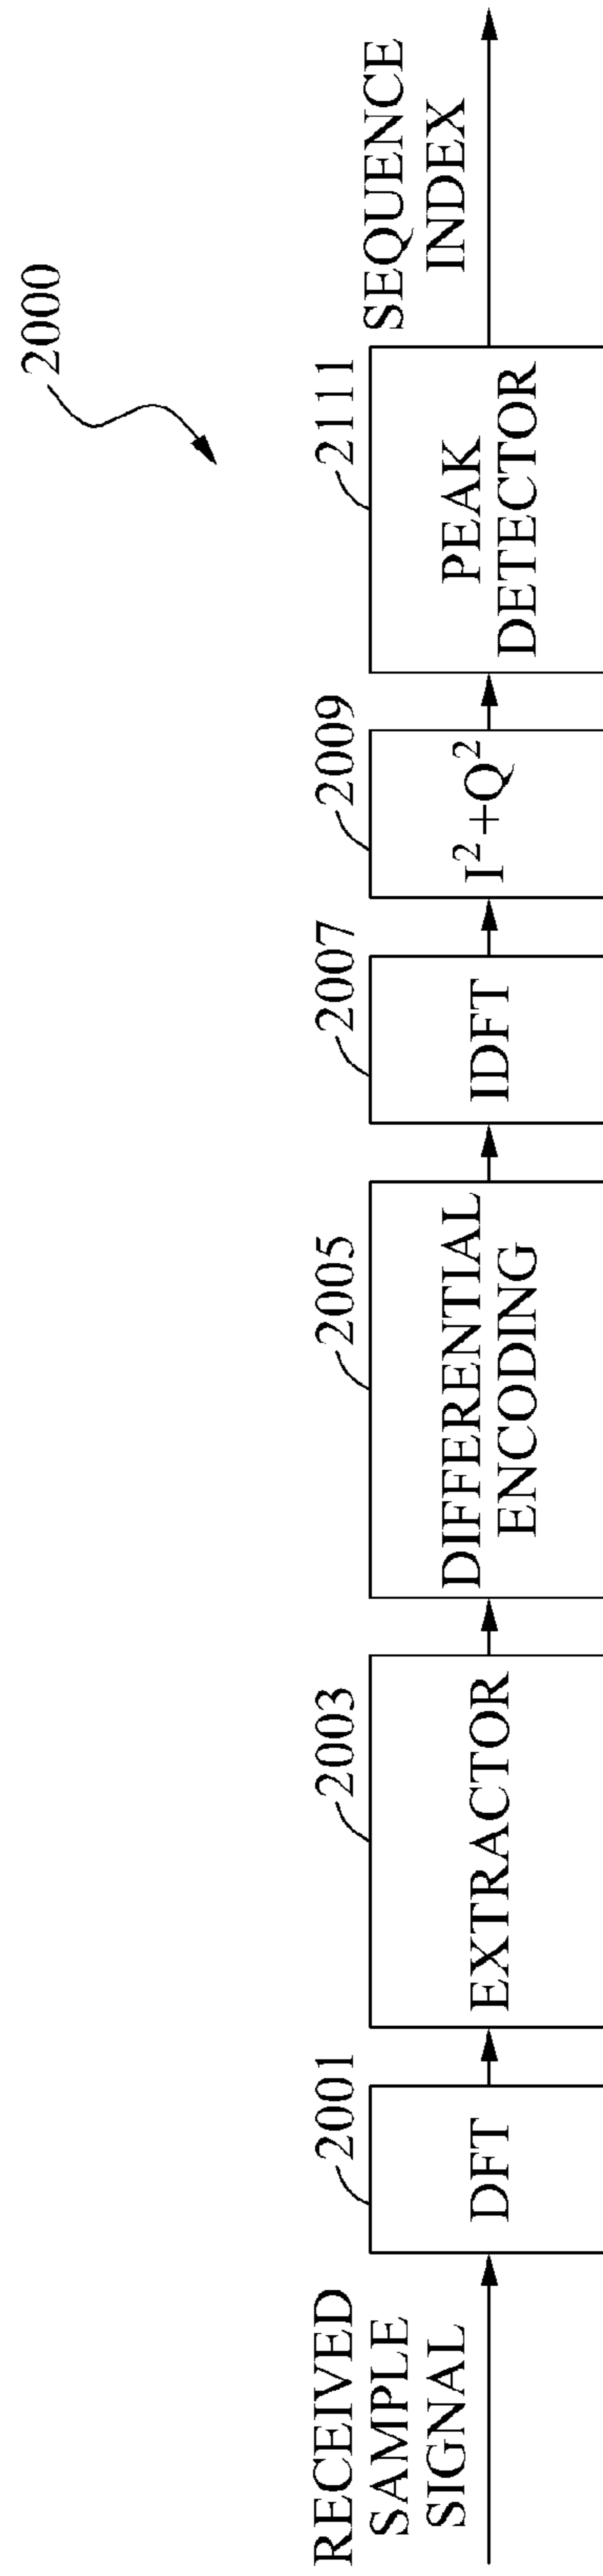 2000
RECEIVED
SAMPLE
SIGNAL
2001
DFT
2003
EXTRACTOR
2005
DIFFERENTIAL
ENCODING
2007
IDFT
2009
I²+Q²
2111
PEAK
DETECTOR
SEQUENCE
INDEX